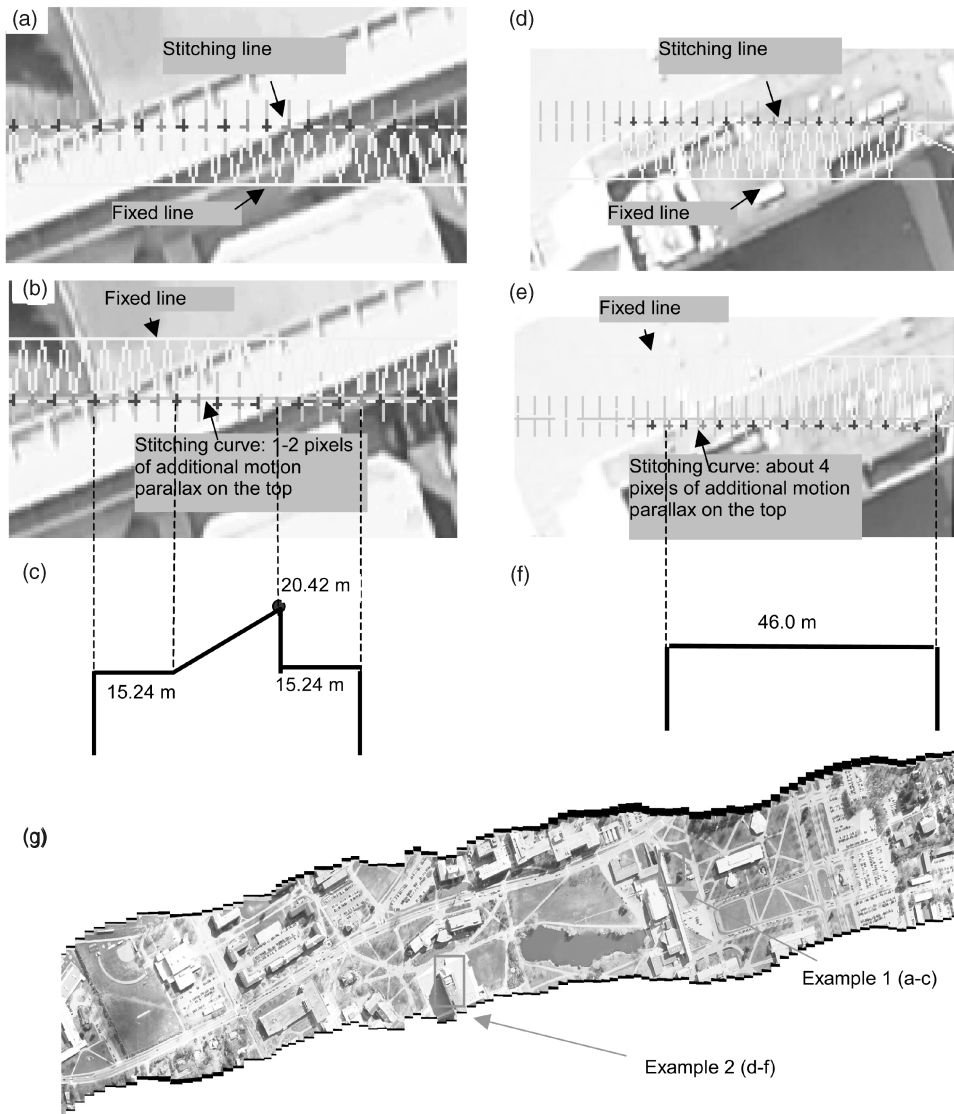 (a)
Stitching line
Fixed line
(d)
Stitching line
Fixed line
(b)
Fixed line
Stitching curve: 1-2 pixels
of additional motion
parallax on the top
(e)
Fixed line
Stitching curve: about 4
pixels of additional motion
parallax on the top
(c)
20.42 m
15.24 m
15.24 m
(f)
46.0 m
(g)
Example 1 (a-c)
Example 2 (d-f)